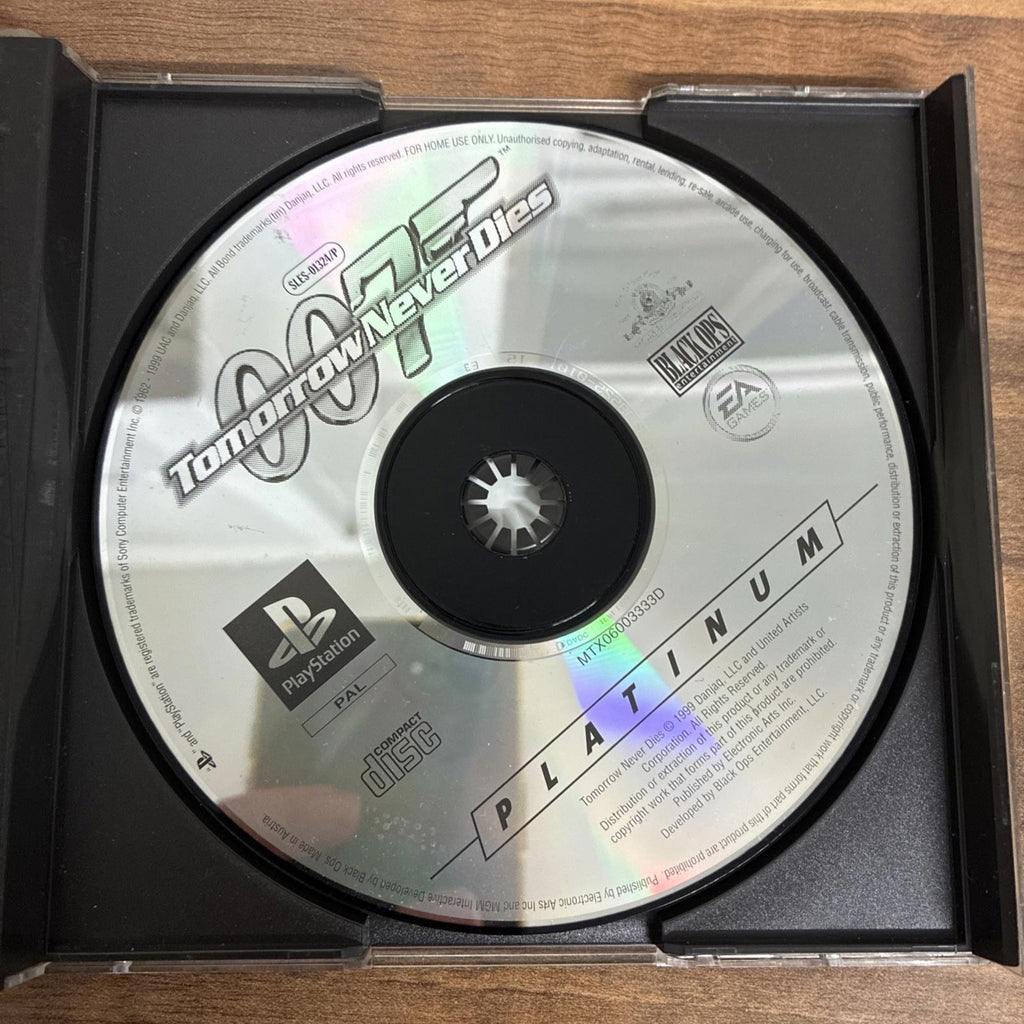 © 1962 - 1999 UAC and Danjaq, LLC. All Bond trademarks(tm) Danjaq, LLC. All rights reserved. FOR HOME USE ONLY. Unauthorised copying, adaptation, rental, lending, re-sale, arcade use, charging for use, broadcast, cable transmission, public performance, distribution or extraction of this product or any trademark or copyright work that forms part of this product are prohibited. Published by Electronic Arts Inc and MGM Interactive Developed by Black Ops. Made in Austria
" and "PlayStation" are registered trademarks of Sony Computer Entertainment Inc.
SLES-01324/P
007
TM
Tomorrow Never Dies
BLACK OPS
entertainment
EA
GAMES
PlayStation
PAL
COMPACT
disc
DADC
MTX06003333D
PLATINUM
Tomorrow Never Dies © 1999 Danjaq, LLC and United Artists
Corporation. All Rights Reserved.
Distribution or extraction of this product or any trademark or
copyright work that forms part of this product are prohibited.
Published by Electronic Arts Inc.
Developed by Black Ops Entertainment, LLC.